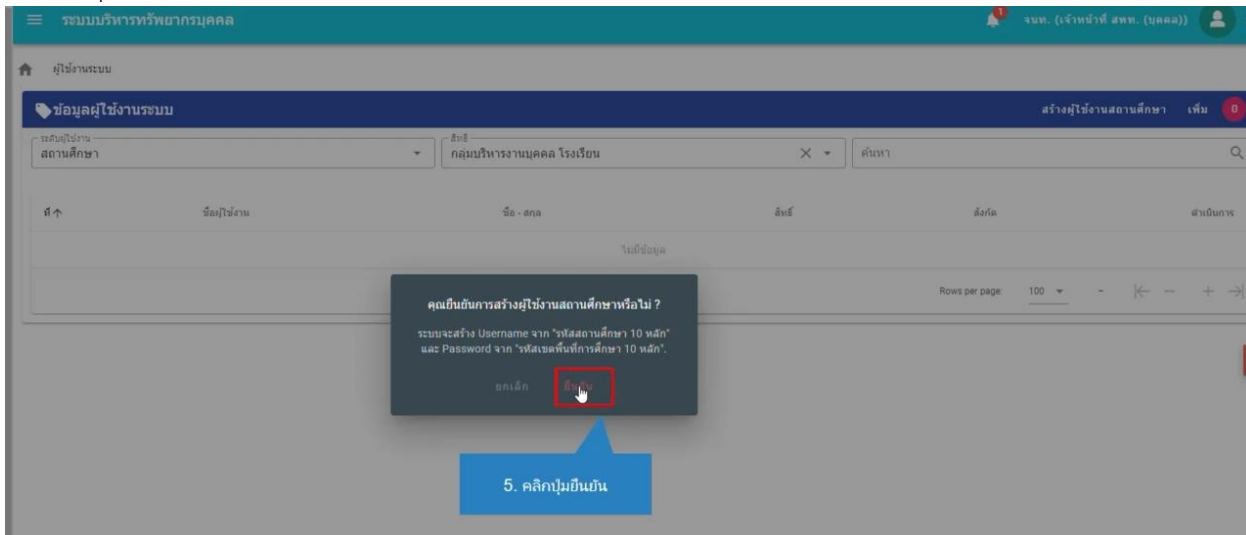 ระบบบริหารทรัพยากรบุคคล
1
จนท. (เจ้าหน้าที่ สพท. (บุคคล))
ผู้ใช้งานระบบ
ข้อมูลผู้ใช้งานระบบ
สร้างผู้ใช้งานสถานศึกษา
เพิ่ม
0
ระดับผู้ใช้งาน
สถานศึกษา
สิทธิ์
กลุ่มบริหารงานบุคคล โรงเรียน
ค้นหา
ที่
ชื่อผู้ใช้งาน
ชื่อ - สกุล
สิทธิ์
สังกัด
ดำเนินการ
ไม่มีข้อมูล
Rows per page:
100
-
คุณยืนยันการสร้างผู้ใช้งานสถานศึกษาหรือไม่ ?
ระบบจะสร้าง Username จาก "รหัสสถานศึกษา 10 หลัก"
และ Password จาก "รหัสเขตพื้นที่การศึกษา 10 หลัก".
ยกเลิก
ยืนยัน
5. คลิกปุ่มยืนยัน